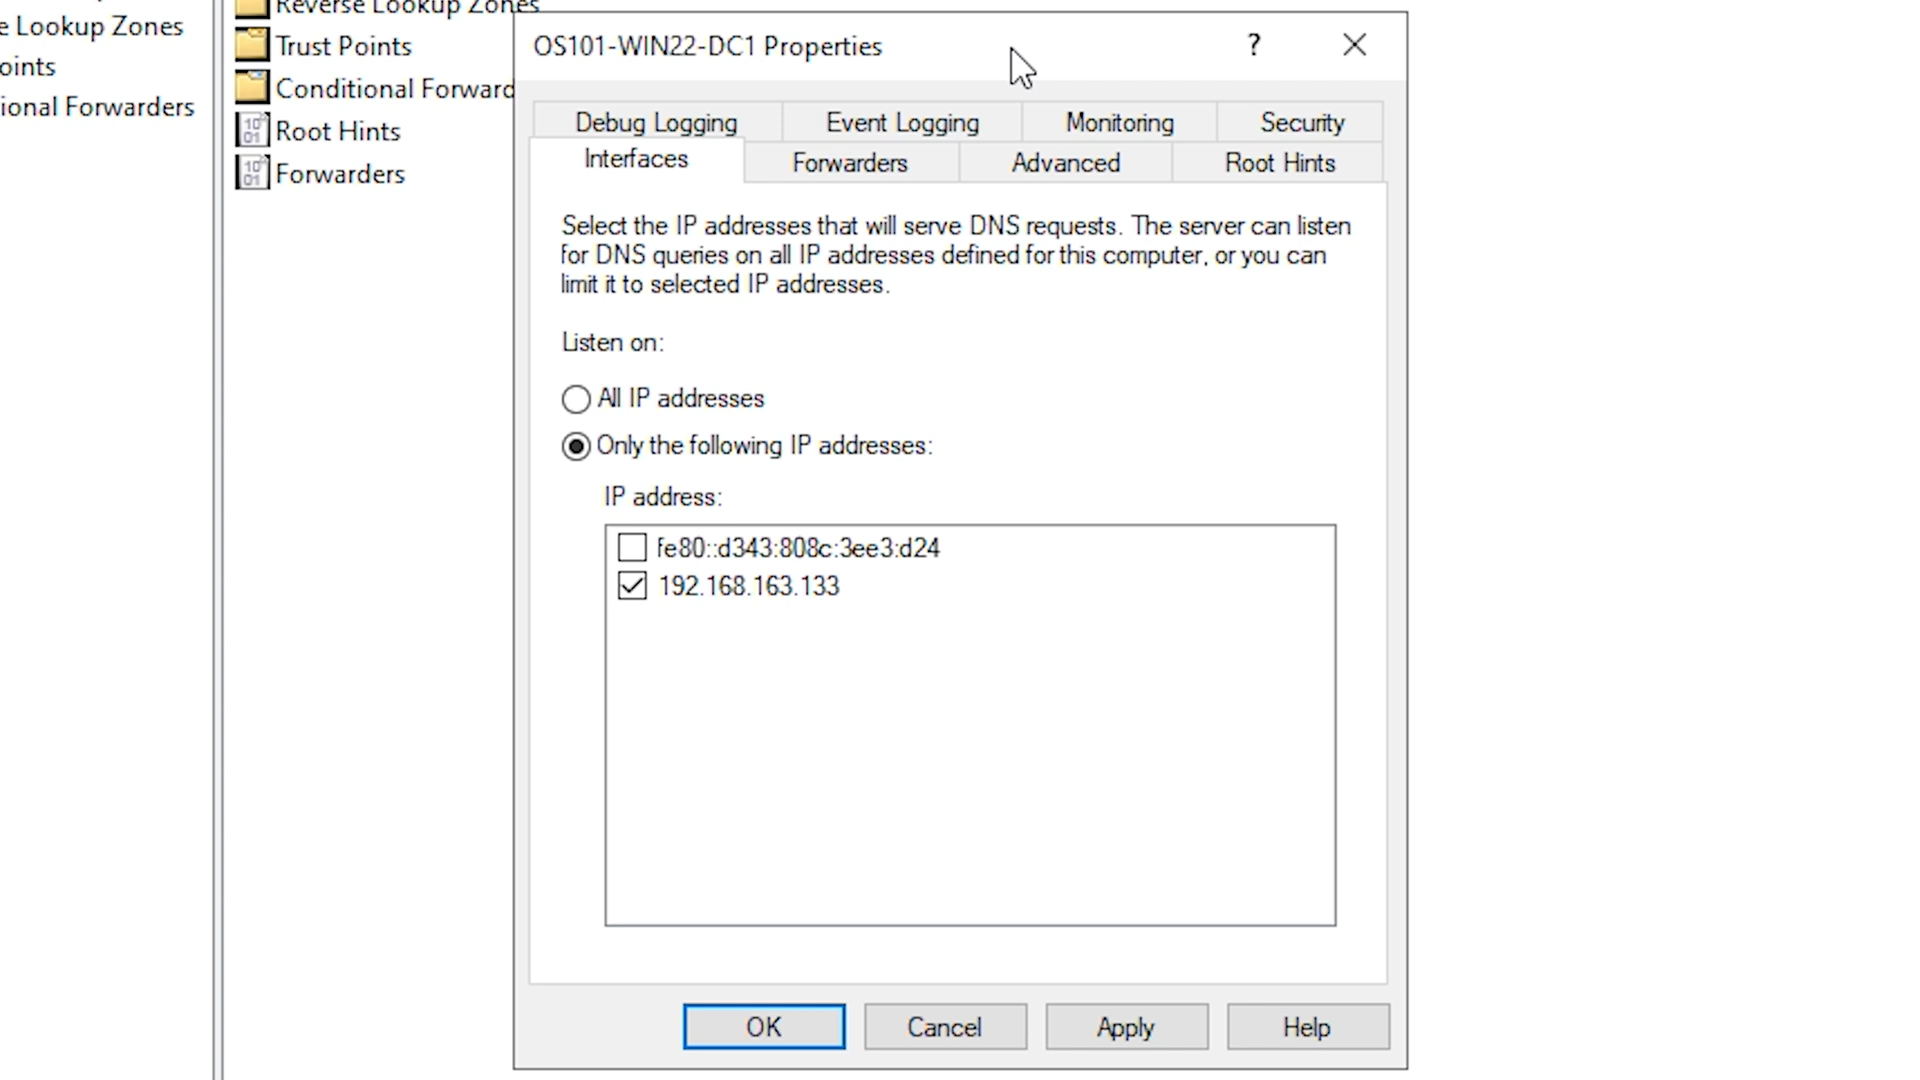 e Lookup Zones
oints
ional Forwarders
Reverse Lookup Zones
Trust Points
Conditional Forward
Root Hints
Forwarders
OS101-WIN22-DC1 Properties
?
Debug Logging
Event Logging
Monitoring
Security
Interfaces
Forwarders
Advanced
Root Hints
Select the IP addresses that will serve DNS requests. The server can listen
for DNS queries on all IP addresses defined for this computer, or you can
limit it to selected IP addresses.
Listen on:
All IP addresses
Only the following IP addresses:
IP address:
fe80::d343:808c:3ee3:d24
192.168.163.133
OK
Cancel
Apply
Help